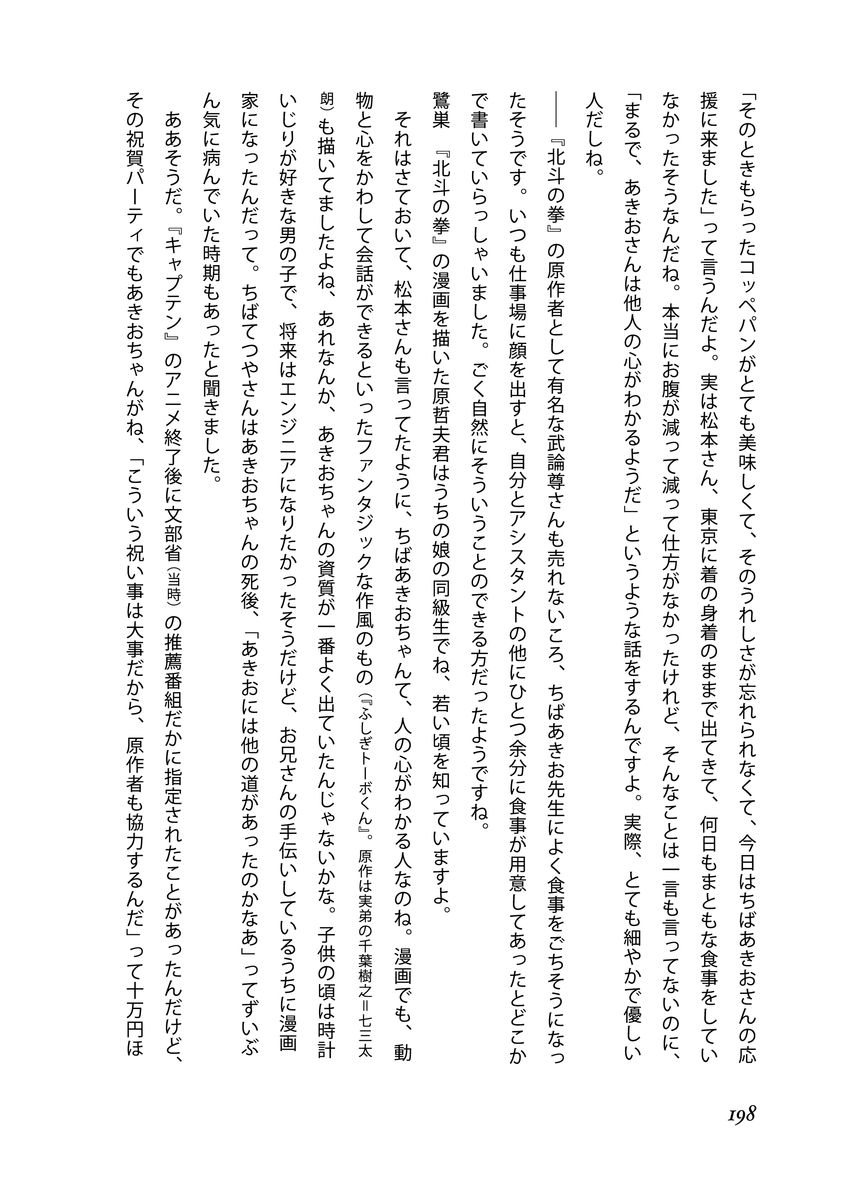 「そのときもらったコッペパンがとても美味しくて、そのうれしさが忘れられなくて、今日はちばあきおさんの応
援に来ました」って言うんだよ。実は松本さん、東京に着の身着のままで出てきて、何日もまともな食事をしてい
なかったそうなんだね。本当にお腹が減って減って仕方がなかったけれど、そんなことは一言も言ってないのに、
「まるで、あきおさんは他人の心がわかるようだ」というような話をするんですよ。実際、とても細やかで優しい
人だしね。
――『北斗の拳』の原作者として有名な武論尊さんも売れないころ、ちばあきお先生によく食事をごちそうになっ
たそうです。いつも仕事場に顔を出すと、自分とアシスタントの他にひとつ余分に食事が用意してあったとどこか
で書いていらっしゃいました。ごく自然にそういうことのできる方だったようですね。
鷺巣　『北斗の拳』の漫画を描いた原哲夫君はうちの娘の同級生でね、若い頃を知っていますよ。
　それはさておいて、松本さんも言ってたように、ちばあきおちゃんて、人の心がわかる人なのね。漫画でも、動
物と心をかわして会話ができるといったファンタジックな作風のもの（『ふしぎトーボくん』。原作は実弟の千葉樹之＝七三太
朗）も描いてましたよね、あれなんか、あきおちゃんの資質が一番よく出ていたんじゃないかな。子供の頃は時計
いじりが好きな男の子で、将来はエンジニアになりたかったそうだけど、お兄さんの手伝いしているうちに漫画
家になったんだって。ちばてつやさんはあきおちゃんの死後、「あきおには他の道があったのかなあ」ってずいぶ
ん気に病んでいた時期もあったと聞きました。
　ああそうだ。『キャプテン』のアニメ終了後に文部省（当時）の推薦番組だかに指定されたことがあったんだけど、
その祝賀パーティでもあきおちゃんがね、「こういう祝い事は大事だから、原作者も協力するんだ」って十万円ほ
198